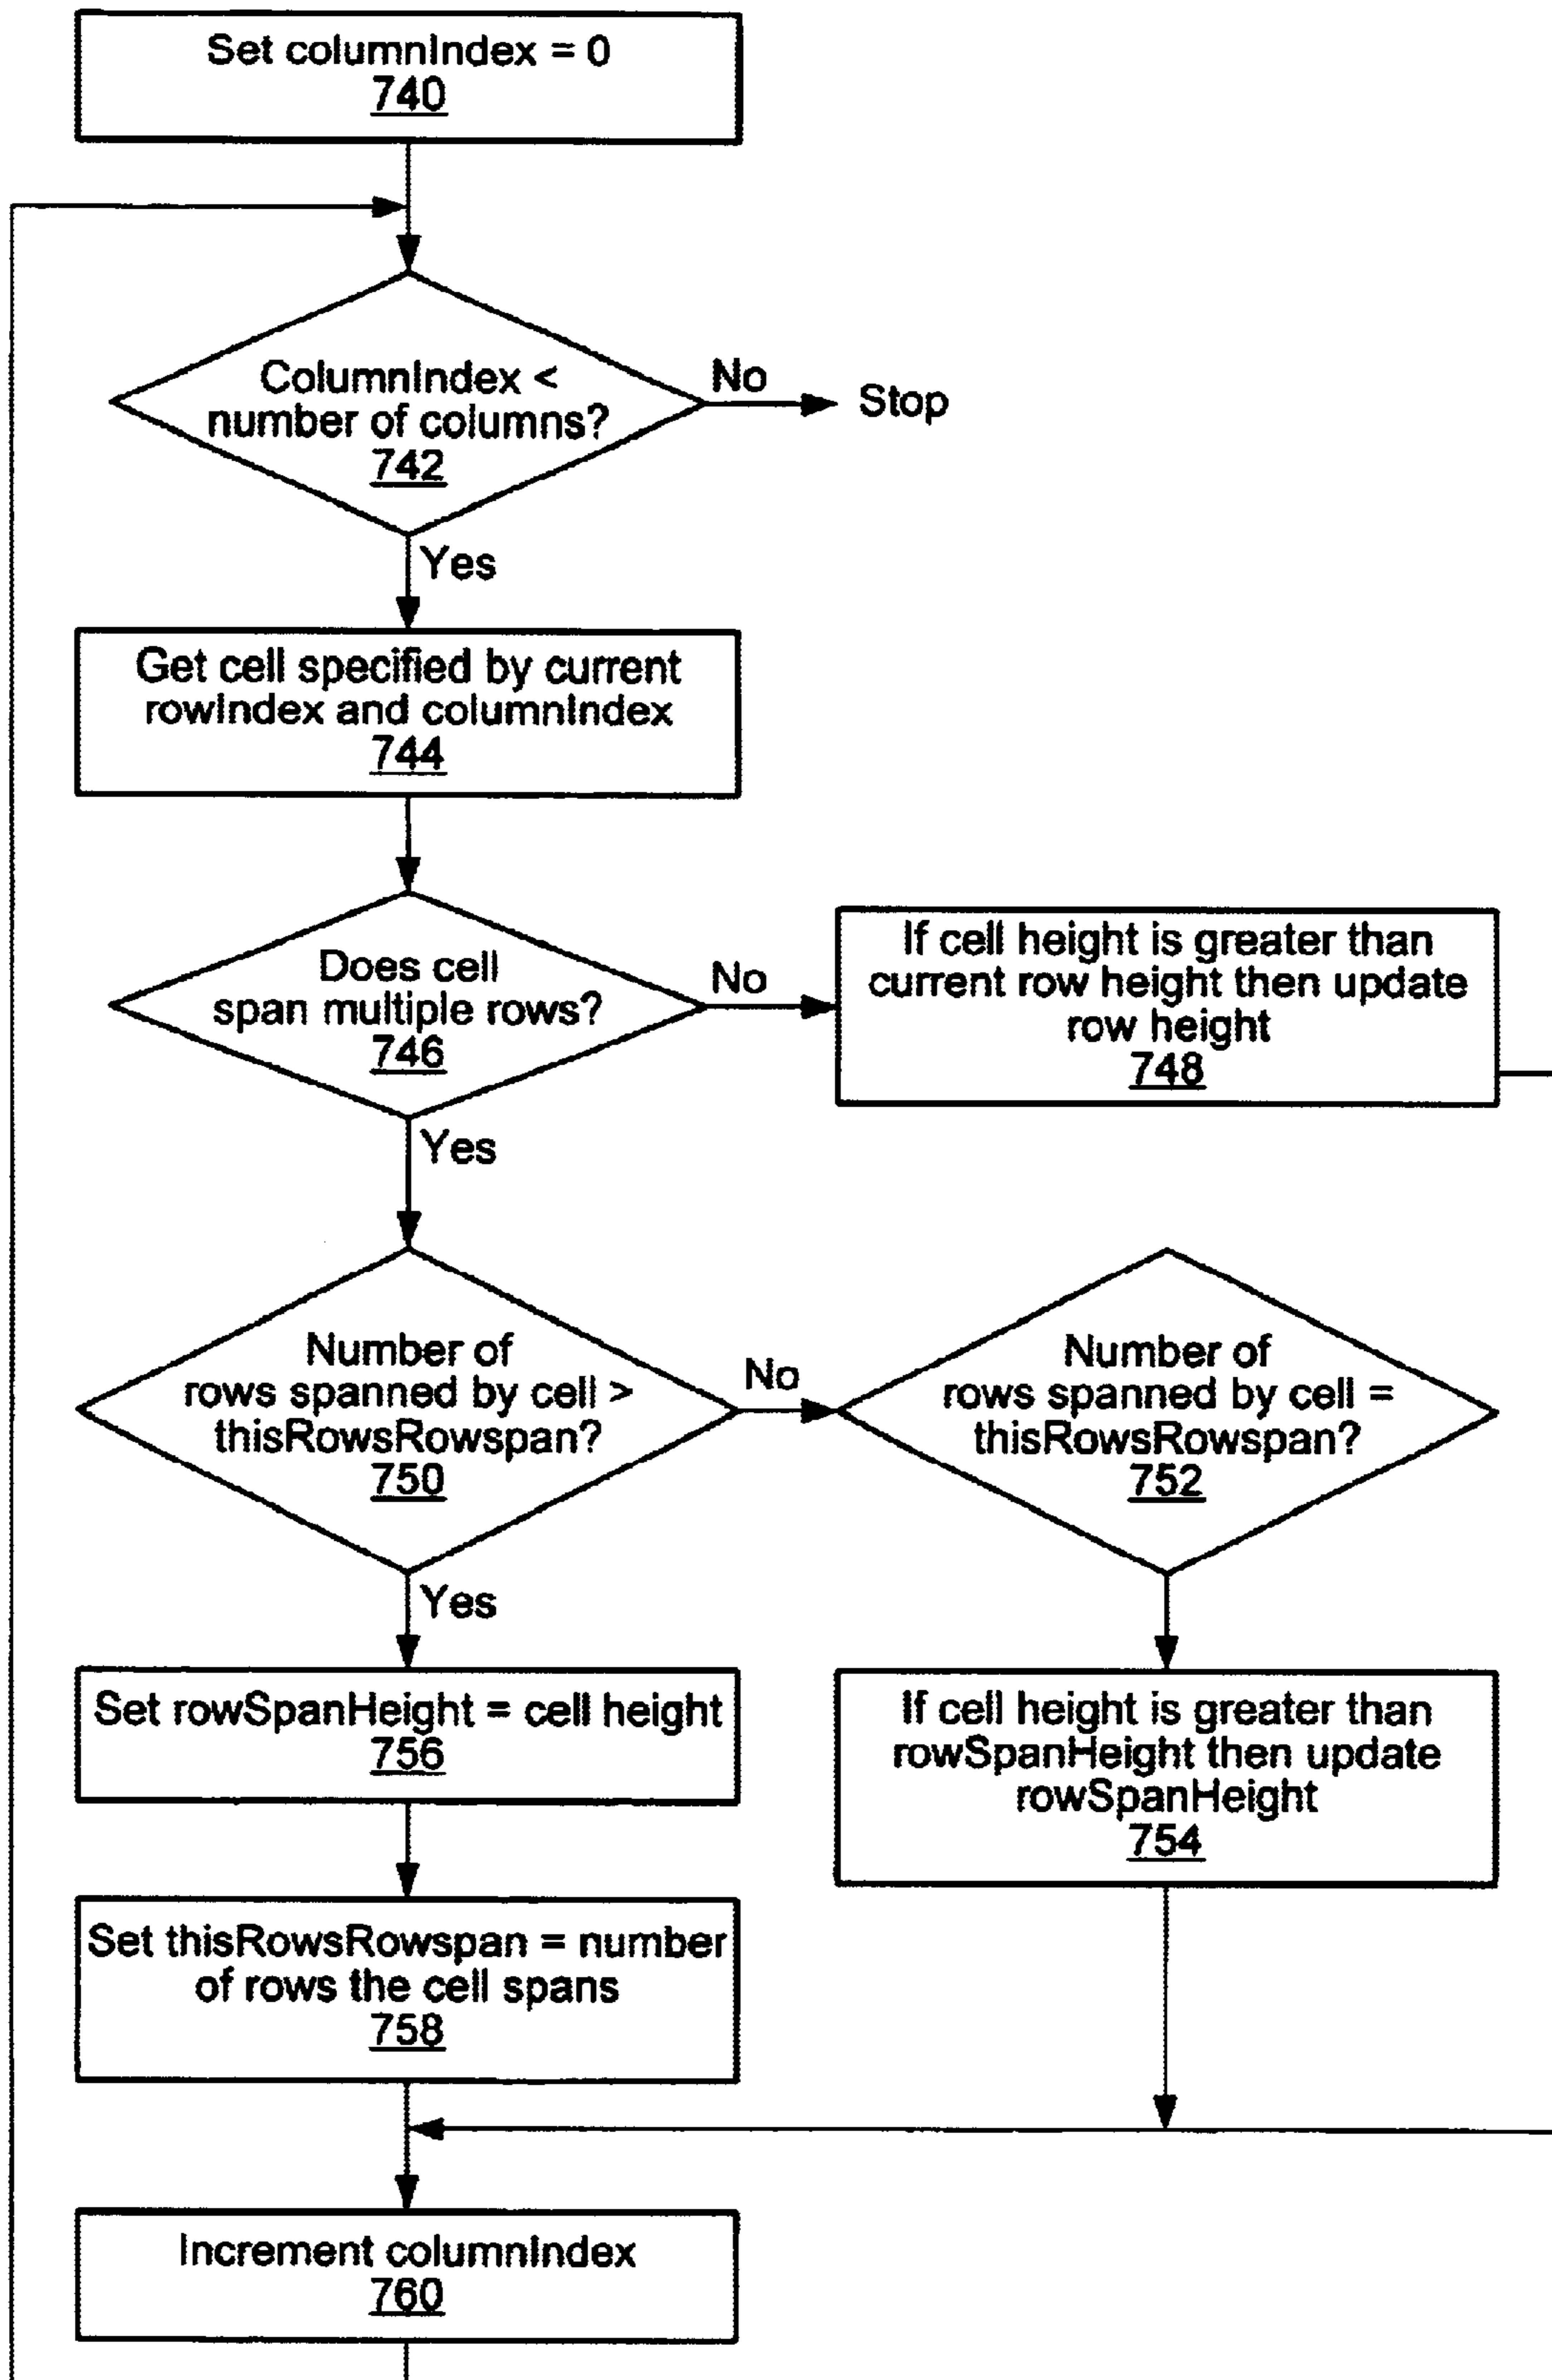 Set columnIndex = 0
740
ColumnIndex <
number of columns?
742
No
Stop
Yes
Get cell specified by current
rowIndex and columnIndex
744
Does cell
span multiple rows?
746
No
If cell height is greater than
current row height then update
row height
748
Yes
Number of
rows spanned by cell >
thisRowsRowspan?
750
No
Number of
rows spanned by cell =
thisRowsRowspan?
752
Yes
Set rowSpanHeight = cell height
756
If cell height is greater than
rowSpanHeight then update
rowSpanHeight
754
Set thisRowsRowspan = number
of rows the cell spans
758
Increment columnIndex
760